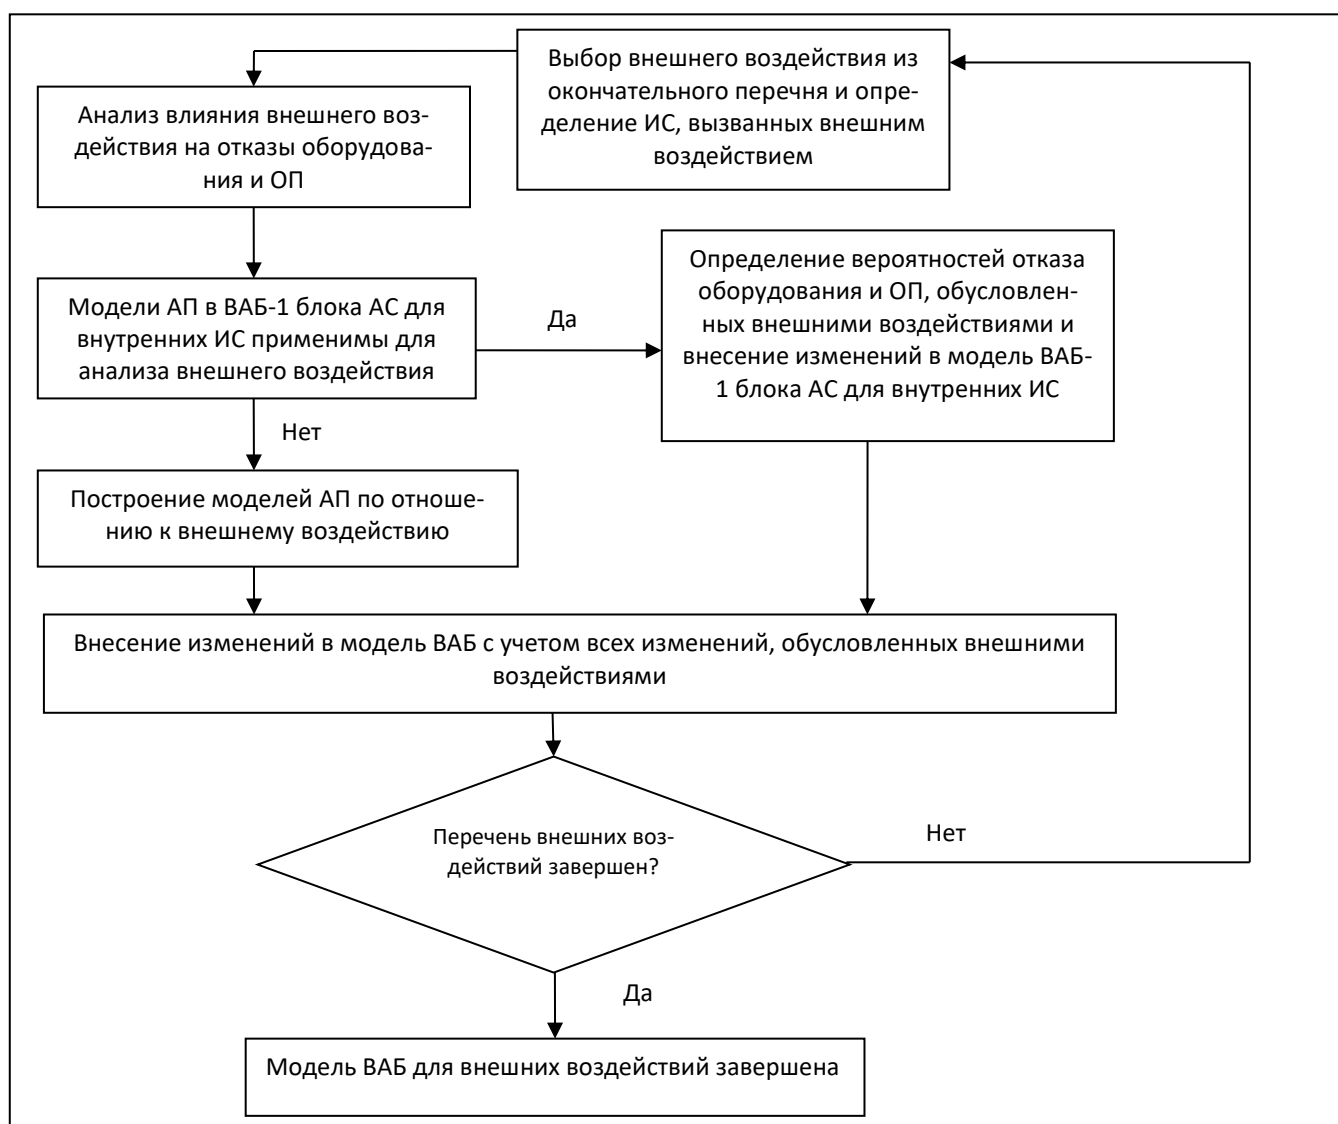 Выбор внешнего воздействия из
окончательного перечня и опре-
деление ИС, вызванных внешним
воздействием
Анализ влияния внешнего воз-
действия на отказы оборудова-
ния и ОП
Модели АП в ВАБ-1 блока АС для
внутренних ИС применимы для
анализа внешнего воздействия
Да
Определение вероятностей отказа
оборудования и ОП, обусловлен-
ных внешними воздействиями и
внесение изменений в модель ВАБ-
1 блока АС для внутренних ИС
Нет
Построение моделей АП по отноше-
нию к внешнему воздействию
Внесение изменений в модель ВАБ с учетом всех изменений, обусловленных внешними
воздействиями
Перечень внешних воз-
действий завершен?
Нет
Да
Модель ВАБ для внешних воздействий завершена